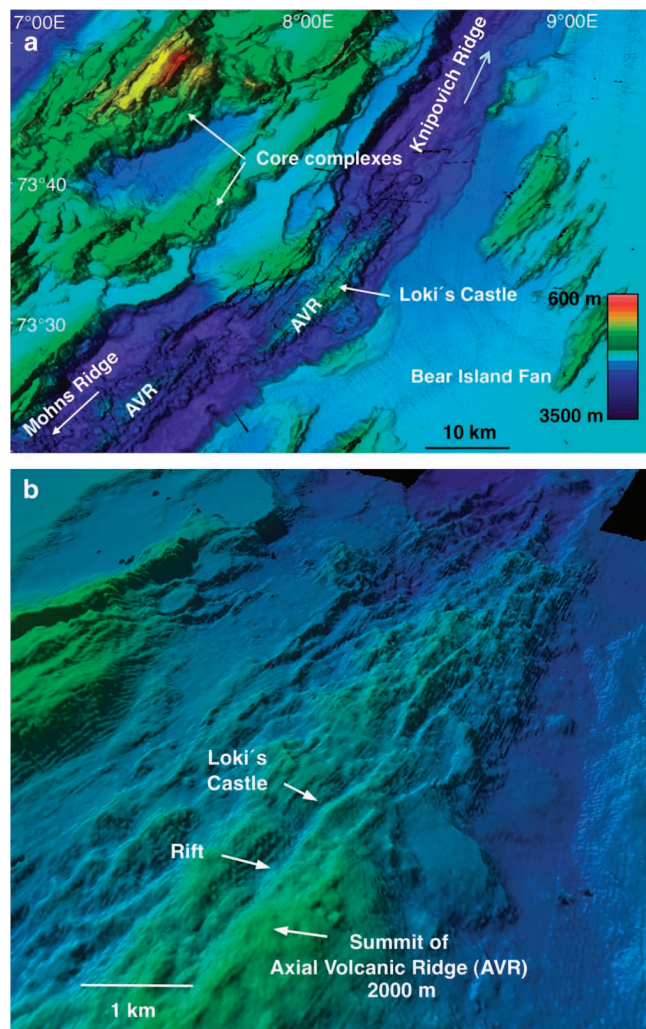 7°00E 8°00E 9°00E
a
Knipovich Ridge
Core complexes
73°40
Loki´s Castle
600 m
73°30
AVR
Bear Island Fan
Mohns Ridge
AVR
3500 m
10 km
b
Loki´s
Castle
Rift
Summit of
Axial Volcanic Ridge (AVR)
2000 m
1 km